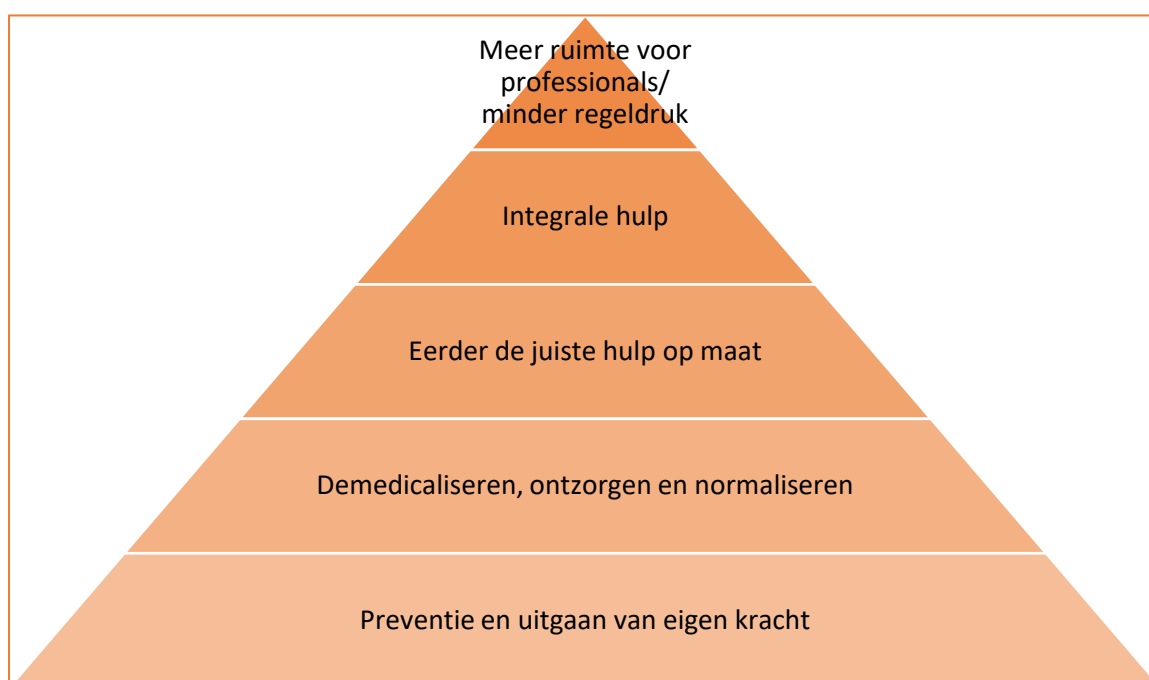 Meer ruimte voor
professionals/
minder regeldruk
Integrale hulp
Eerder de juiste hulp op maat
Demedicaliseren, ontzorgen en normaliseren
Preventie en uitgaan van eigen kracht